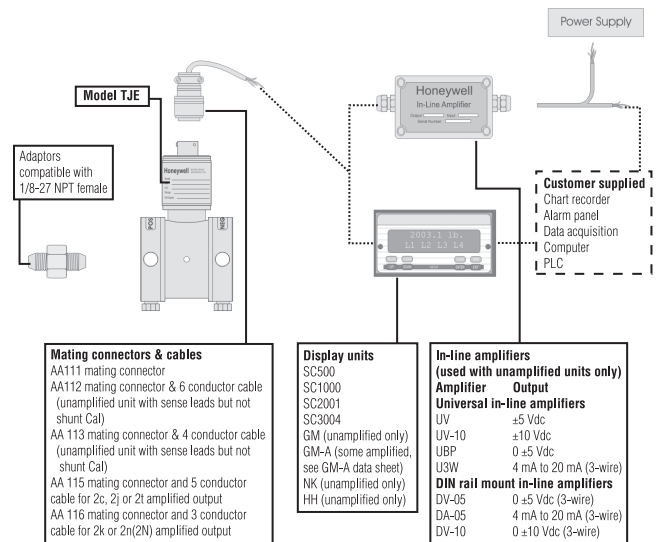 Power Supply
Model TJE
Honeywell
In-Line Amplifier
Output
Input
Serial Number
Adaptors
compatible with
1/8-27 NPT female
Honeywell
POS
NEG
2003.1 lb.
L1 L2 L3 L4
Customer supplied
Chart recorder
Alarm panel
Data acquisition
Computer
PLC
Mating connectors & cables
AA111 mating connector
AA112 mating connector & 6 conductor cable
(unamplified unit with sense leads but not
shunt Cal)
AA 113 mating connector & 4 conductor cable
(unamplified unit with sense leads but not
shunt Cal)
AA 115 mating connector and 5 conductor
cable for 2c, 2j or 2t amplified output
AA 116 mating connector and 3 conductor
cable for 2k or 2n(2N) amplified output
Display units
SC500
SC1000
SC2001
SC3004
GM (unamplified only)
GM-A (some amplified,
see GM-A data sheet)
NK (unamplified only)
HH (unamplified only)
In-line amplifiers
(used with unamplified units only)
Amplifier Output
Universal in-line amplifiers
UV ±5 Vdc
UV-10 ±10 Vdc
UBP 0 ±5 Vdc
U3W 4 mA to 20 mA (3-wire)
DIN rail mount in-line amplifiers
DV-05 0 ±5 Vdc (3-wire)
DA-05 4 mA to 20 mA (3-wire)
DV-10 0 ±10 Vdc (3-wire)